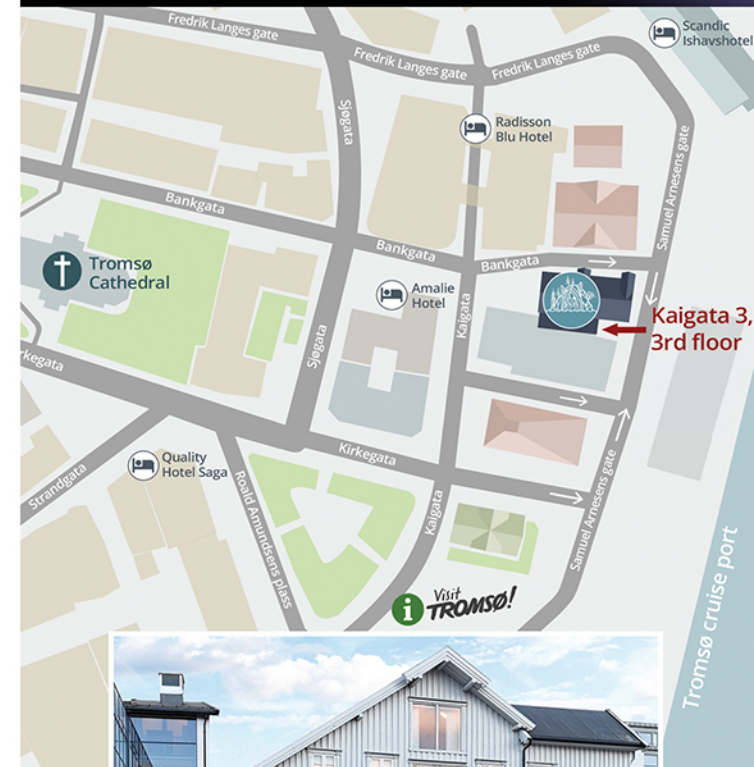 Fredrik Langes gate
Fredrik Langes gate
Fredrik Langes gate
Scandic
Ishavshotel
Sjøgata
Radisson
Blu Hotel
Samuel Arnesens gate
Bankgata
Bankgata
Bankgata
Tromsø
Cathedral
Amalie
Hotel
Kaigata
Kaigata 3,
3rd floor
Sjøgata
rkegata
Kirkegata
Quality
Hotel Saga
Strandgata
Roald Amundsens plass
Kaigata
Samuel Arnesens gate
i
Visit
TROMSØ!
Tromsø cruise port